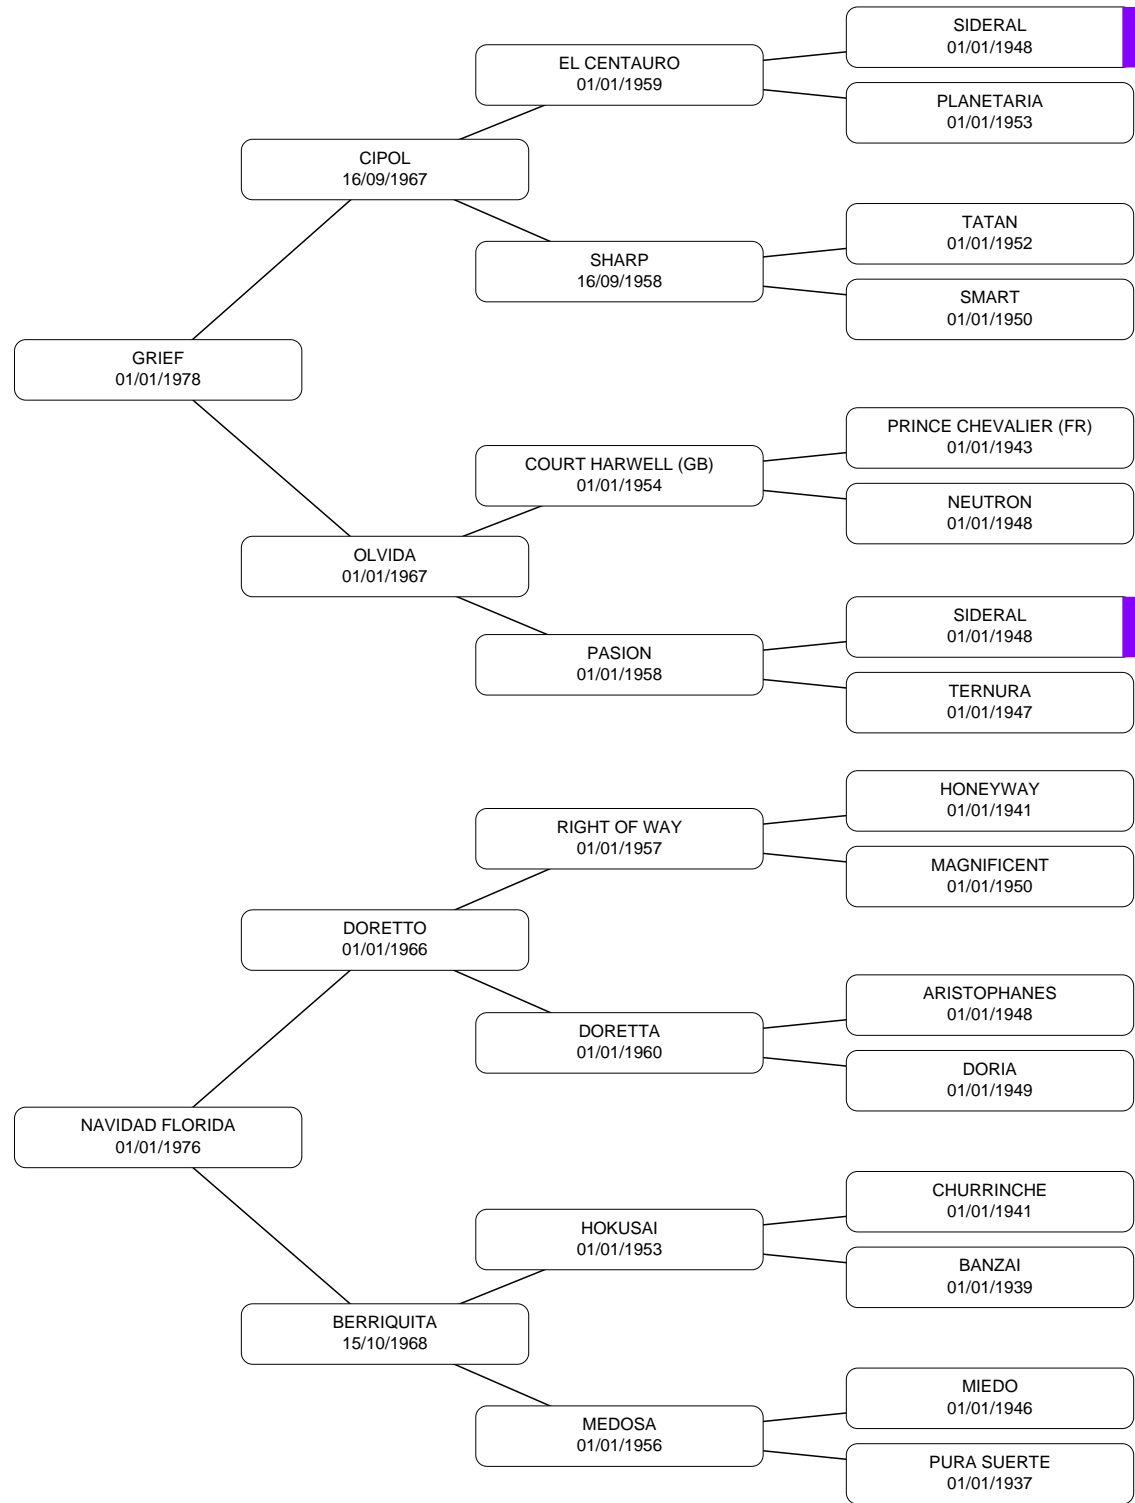 SIDERAL
01/01/1948
EL CENTAURO
01/01/1959
PLANETARIA
01/01/1953
CIPOL
16/09/1967
TATAN
01/01/1952
SHARP
16/09/1958
SMART
01/01/1950
GRIEF
01/01/1978
PRINCE CHEVALIER (FR)
01/01/1943
COURT HARWELL (GB)
01/01/1954
NEUTRON
01/01/1948
OLVIDA
01/01/1967
SIDERAL
01/01/1948
PASION
01/01/1958
TERNURA
01/01/1947
HONEYWAY
01/01/1941
RIGHT OF WAY
01/01/1957
MAGNIFICENT
01/01/1950
DORETTO
01/01/1966
ARISTOPHANES
01/01/1948
DORETTA
01/01/1960
DORIA
01/01/1949
NAVIDAD FLORIDA
01/01/1976
CHURRINCHE
01/01/1941
HOKUSAI
01/01/1953
BANZAI
01/01/1939
BERRIQUITA
15/10/1968
MIEDO
01/01/1946
MEDOSA
01/01/1956
PURA SUERTE
01/01/1937